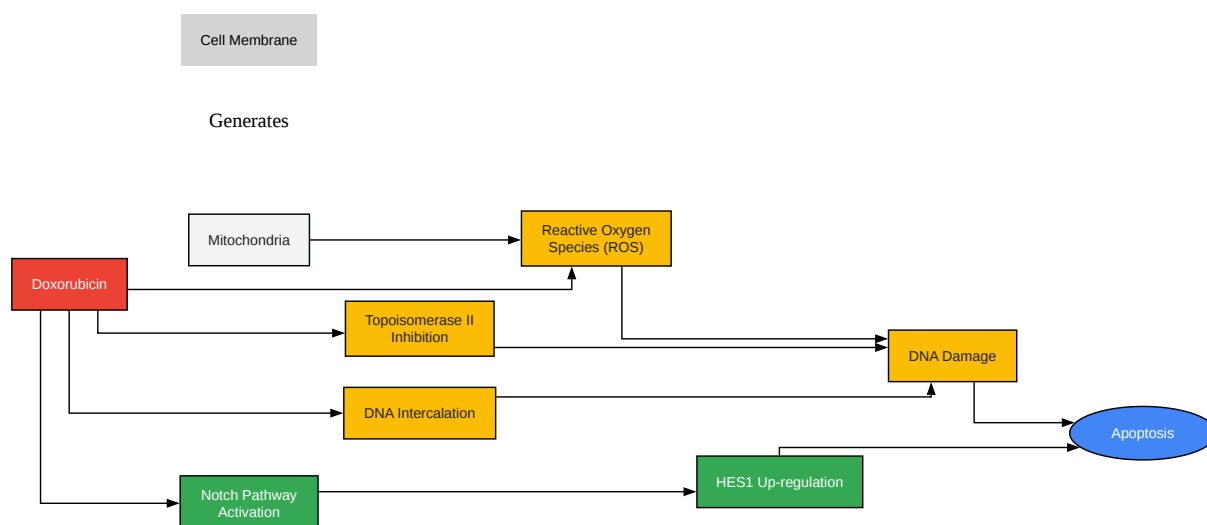 Cell Membrane
Generates
Mitochondria
Reactive Oxygen
Species (ROS)
Doxorubicin
Topoisomerase II
Inhibition
DNA Damage
DNA Intercalation
Apoptosis
Notch Pathway
Activation
HES1 Up-regulation